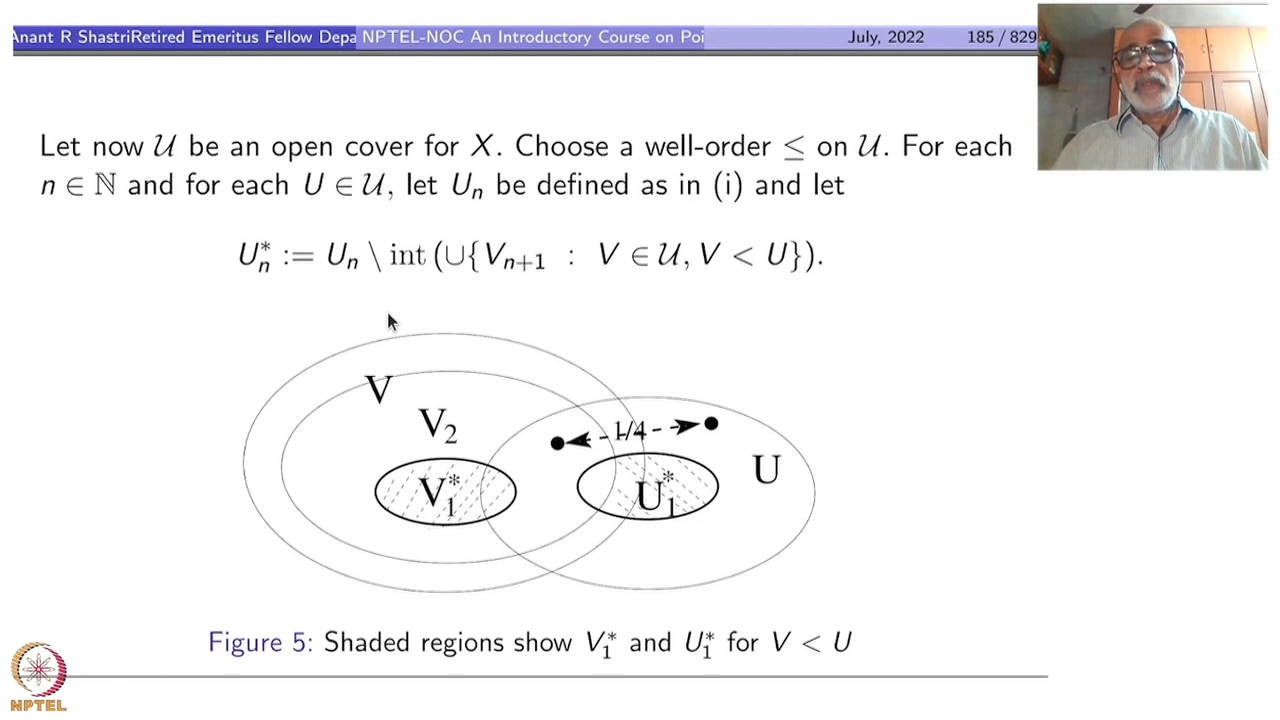 Anant R ShastriRetired Emeritus Fellow Depa NPTEL-NOC An Introductory Course on Poi July, 2022 185 / 829
Let now 𝒰 be an open cover for X. Choose a well-order ≤ on 𝒰. For each
n ∈ ℕ and for each U ∈ 𝒰, let Uₙ be defined as in (i) and let
U*ₙ := Uₙ \ int (∪{Vₙ₊₁ : V ∈ 𝒰, V < U}).
V
V₂
1/4
V*₁
U*₁
U
Figure 5: Shaded regions show V*₁ and U*₁ for V < U
NPTEL